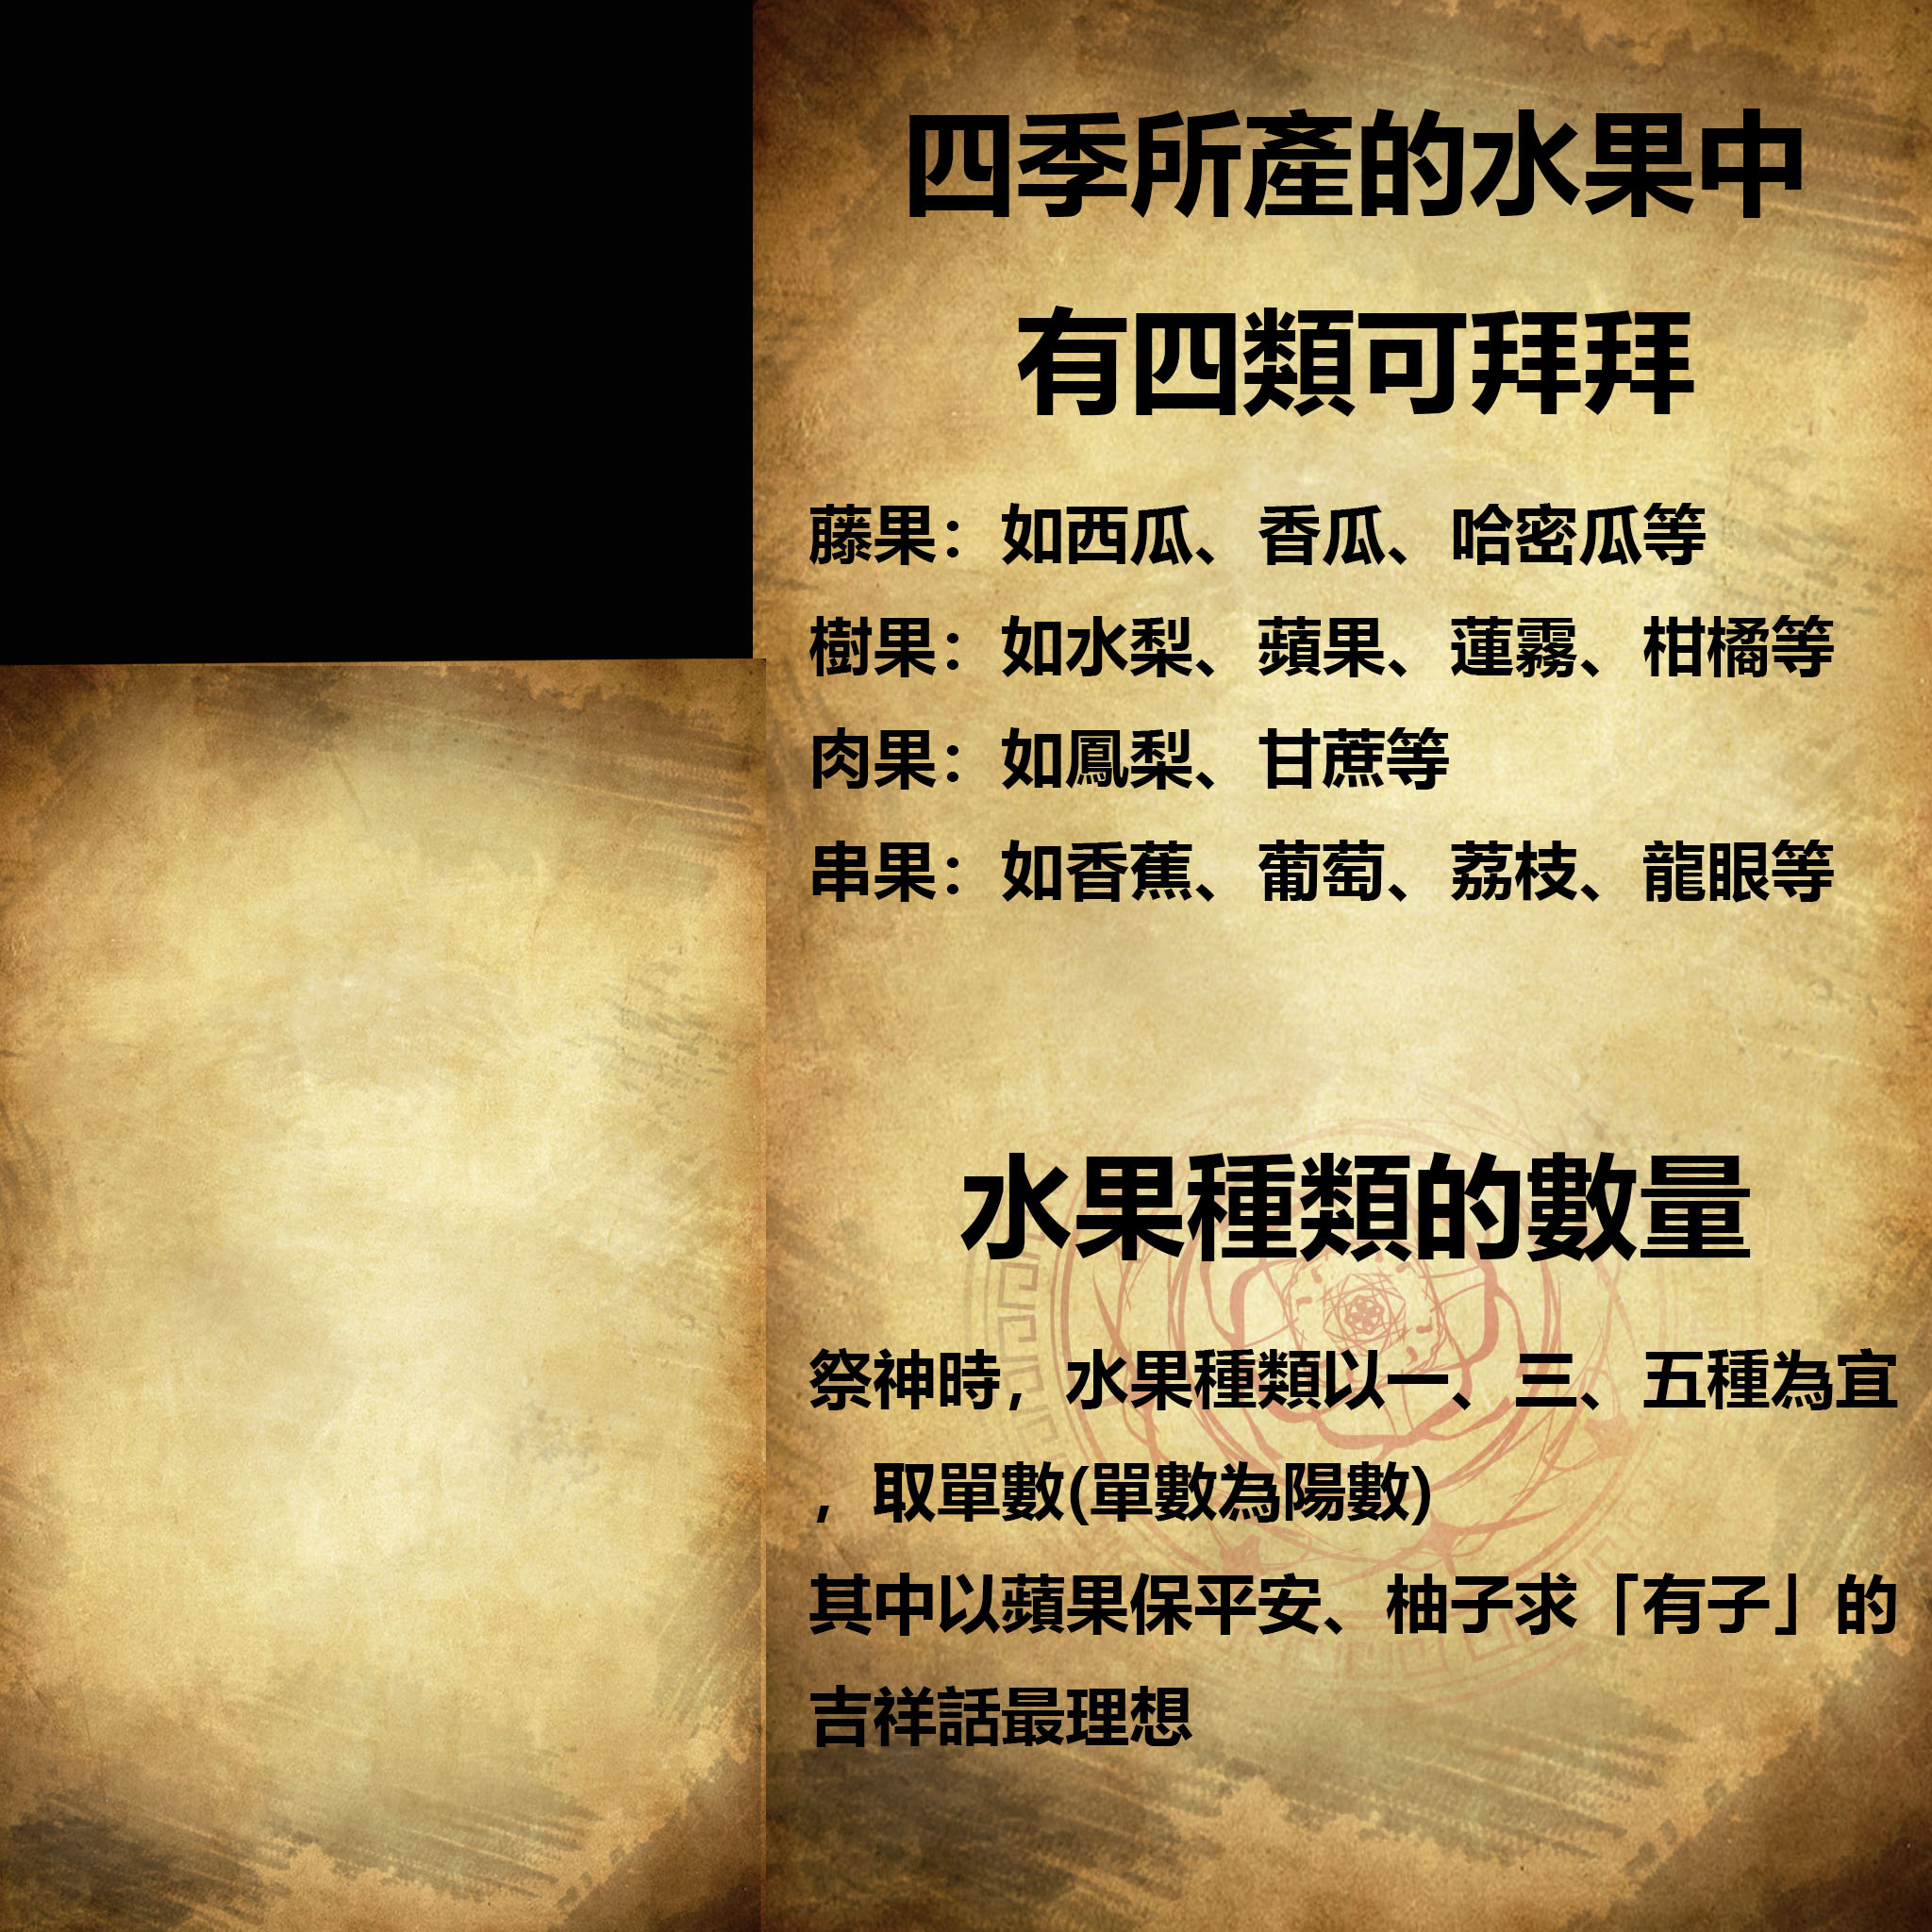 四季所產的水果中
有四類可拜拜
藤果：如西瓜、香瓜、哈密瓜等
樹果：如水梨、蘋果、蓮霧、柑橘等
肉果：如鳳梨、甘蔗等
串果：如香蕉、葡萄、荔枝、龍眼等
水果種類的數量
祭神時，水果種類以一、三、五種為宜
，取單數(單數為陽數)
其中以蘋果保平安、柚子求「有子」的
吉祥話最理想